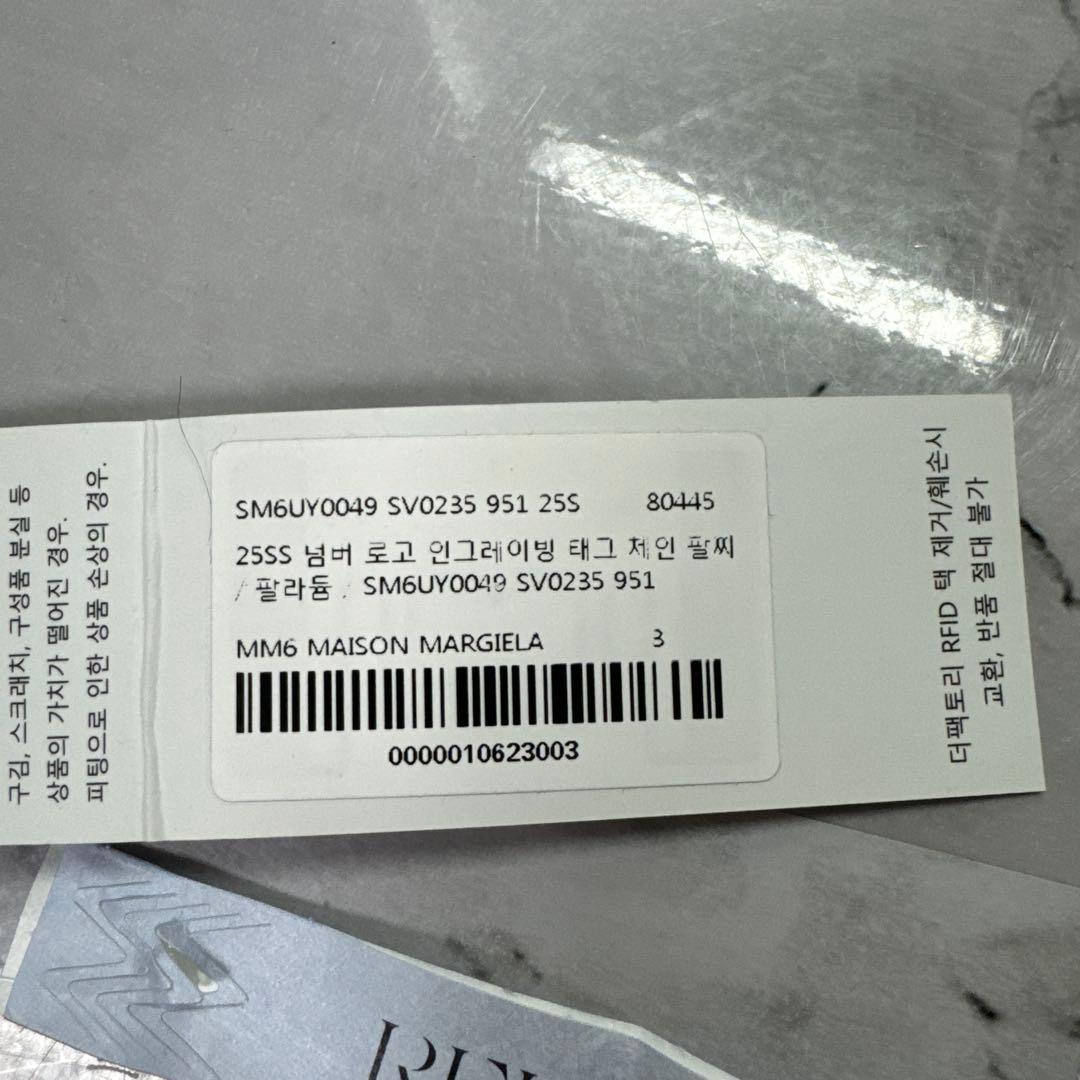 구김, 스크래치, 구성품 분실 등
상품의 가치가 떨어진 경우.
피팅으로 인한 상품 손상의 경우.
SM6UY0049 SV0235 951 25S 80445
25SS 넘버 로고 인그레이빙 태그 체인 팔찌
/ 팔라듐 / SM6UY0049 SV0235 951
MM6 MAISON MARGIELA 3
0000010623003
더팩토리 RFID 택 제거/훼손시
교환, 반품 절대 불가